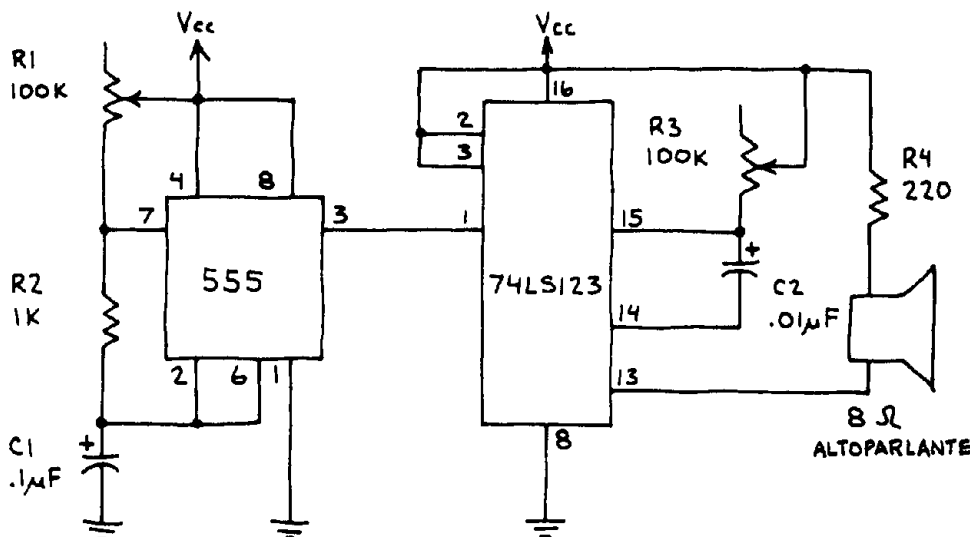 Vcc
R1
100K
4
8
7
3
555
R2
1K
2
6
1
C1
+
.1µF
Vcc
16
2
3
1
15
74LS123
14
13
8
R3
100K
+
C2
.01µF
R4
220
8 Ω
ALTOPARLANTE